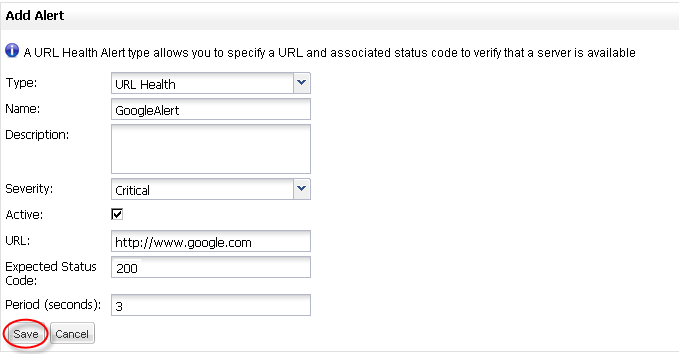 Add Alert
A URL Health Alert type allows you to specify a URL and associated status code to verify that a server is available
Type: URL Health
Name: GoogleAlert
Description:
Severity: Critical
Active:
URL: http://www.google.com
Expected Status
Code: 200
Period (seconds): 3
Save Cancel